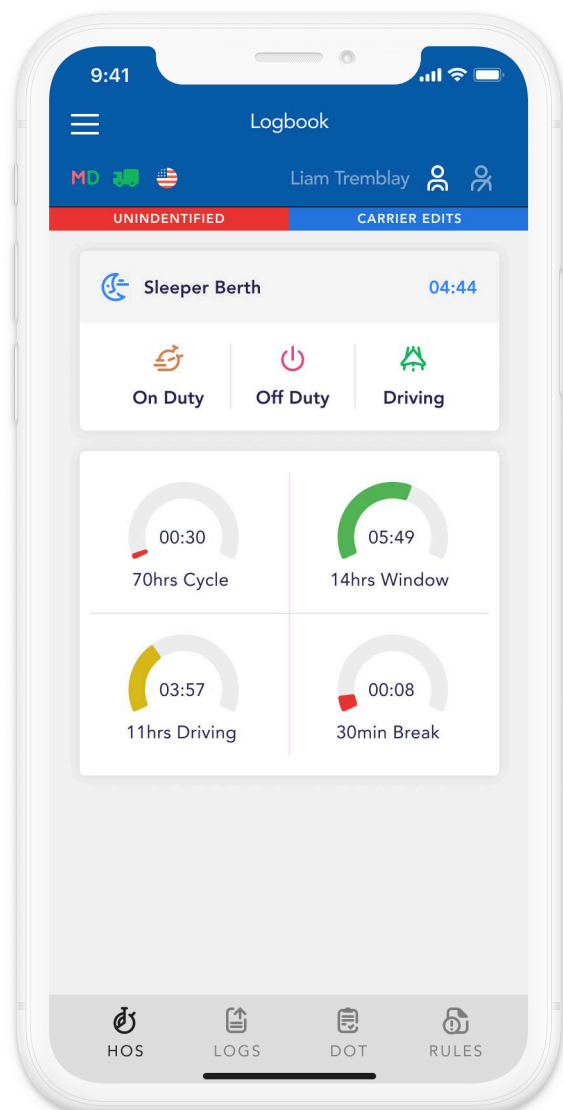 9:41
Logbook
MD Liam Tremblay
UNINDENTIFIED CARRIER EDITS
Sleeper Berth 04:44
On Duty Off Duty Driving
00:30 05:49
70hrs Cycle 14hrs Window
03:57 00:08
11hrs Driving 30min Break
HOS LOGS DOT RULES